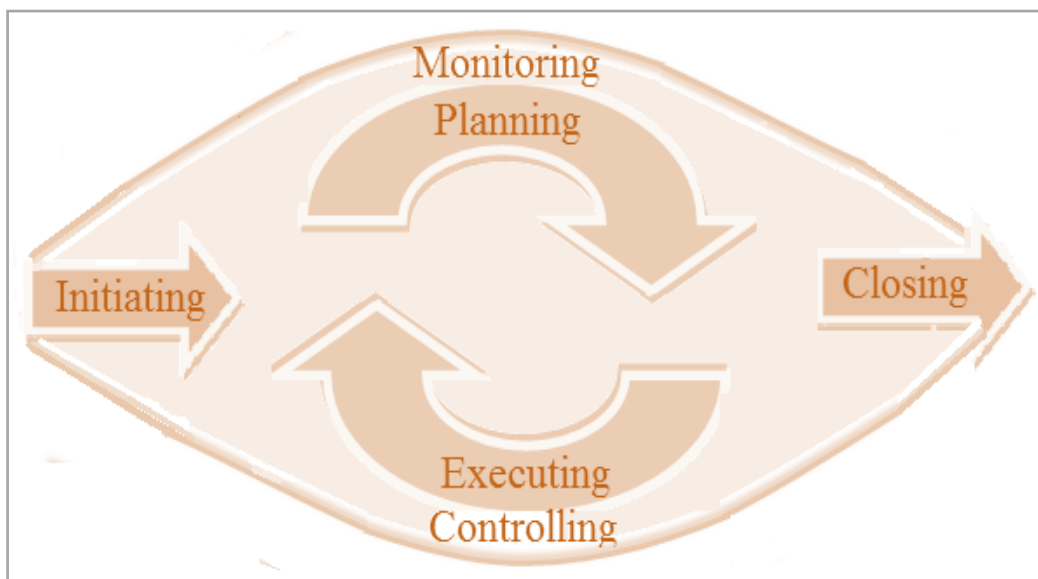 Monitoring
Planning
Initiating
Closing
Executing
Controlling